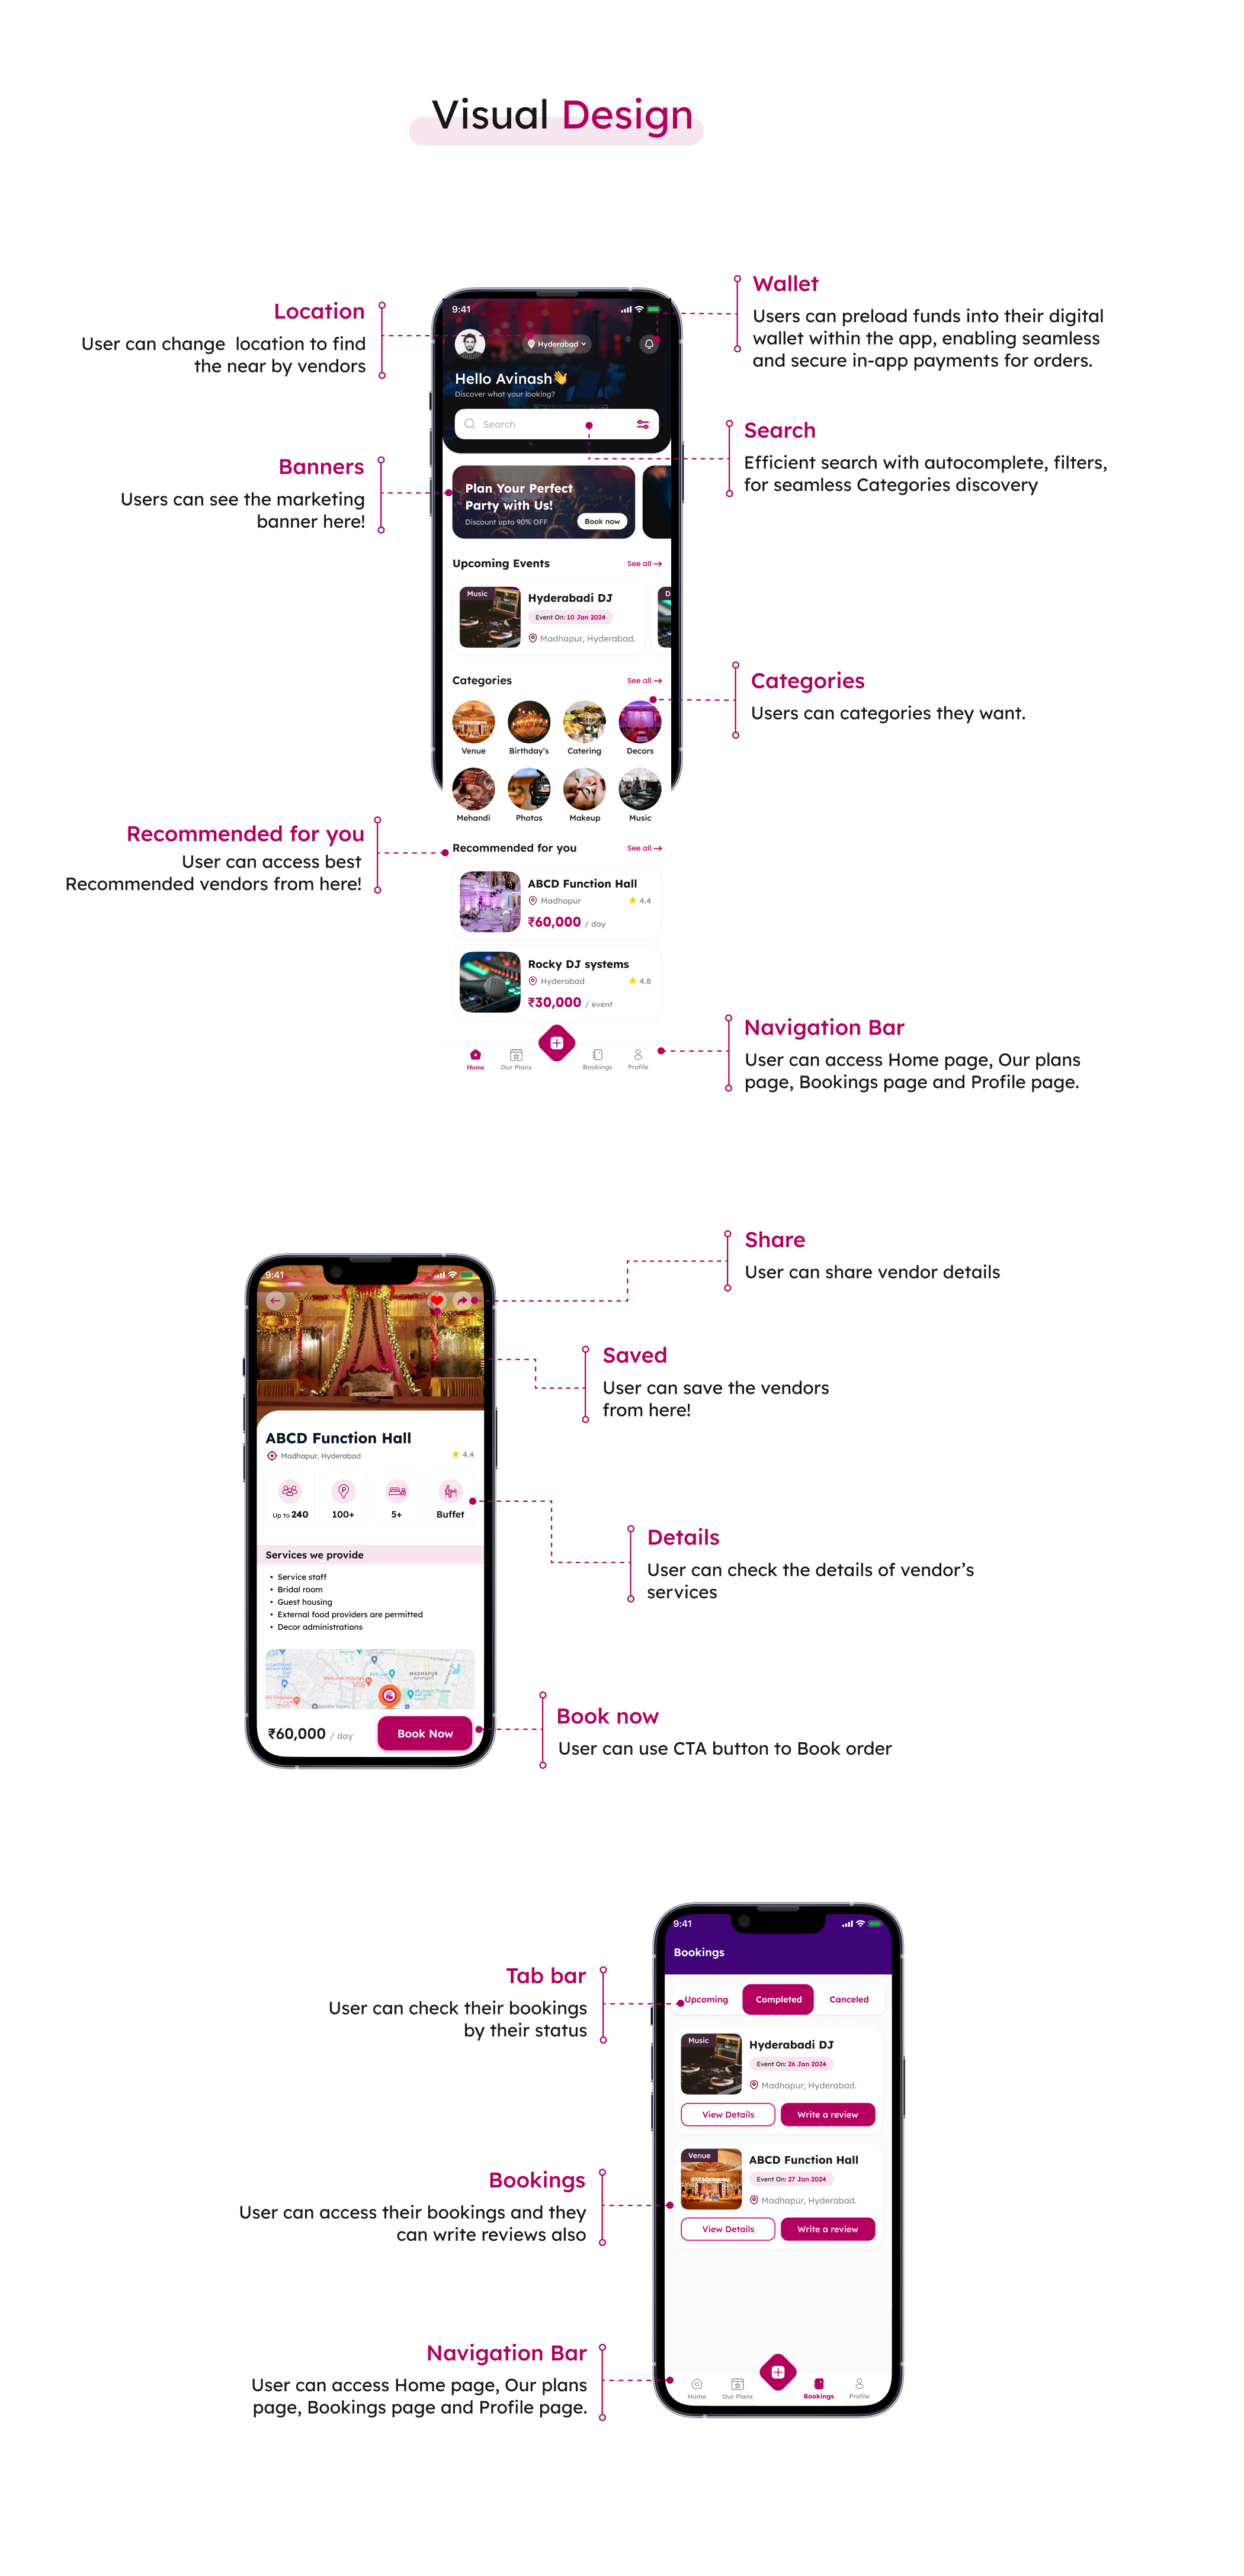 Visual Design
Location
User can change  location to find
the near by vendors
Banners
Users can see the marketing
banner here!
Recommended for you
User can access best
Recommended vendors from here!
9:41
Hyderabad
Hello Avinash👋
Discover what your looking?
Search
Plan Your Perfect
Party with Us!
Discount upto 90% OFF
Book now
Upcoming Events
See all →
Music
Hyderabadi DJ
Event On: 10 Jan 2024
Madhapur, Hyderabad.
D
Categories
See all →
Venue
Birthday's
Catering
Decors
Mehandi
Photos
Makeup
Music
Recommended for you
See all →
ABCD Function Hall
Madhapur
4.4
₹60,000 / day
Rocky DJ systems
Hyderabad
4.8
₹30,000 / event
Home
Our Plans
Bookings
Profile
Wallet
Users can preload funds into their digital
wallet within the app, enabling seamless
and secure in-app payments for orders.
Search
Efficient search with autocomplete, filters,
for seamless Categories discovery
Categories
Users can categories they want.
Navigation Bar
User can access Home page, Our plans
page, Bookings page and Profile page.
9:41
ABCD Function Hall
Madhapur, Hyderabad
4.4
Up to 240
P
100+
5+
Buffet
Services we provide
• Service staff
• Bridal room
• Guest housing
• External food providers are permitted
• Decor administrations
MADHAPUR
₹60,000 / day
Book Now
Share
User can share vendor details
Saved
User can save the vendors
from here!
Details
User can check the details of vendor's
services
Book now
User can use CTA button to Book order
Tab bar
User can check their bookings
by their status
Bookings
User can access their bookings and they
can write reviews also
Navigation Bar
User can access Home page, Our plans
page, Bookings page and Profile page.
9:41
Bookings
Upcoming
Completed
Canceled
Music
Hyderabadi DJ
Event On: 26 Jan 2024
Madhapur, Hyderabad.
View Details
Write a review
Venue
ABCD Function Hall
Event On: 27 Jan 2024
Madhapur, Hyderabad.
View Details
Write a review
Home
Our Plans
Bookings
Profile